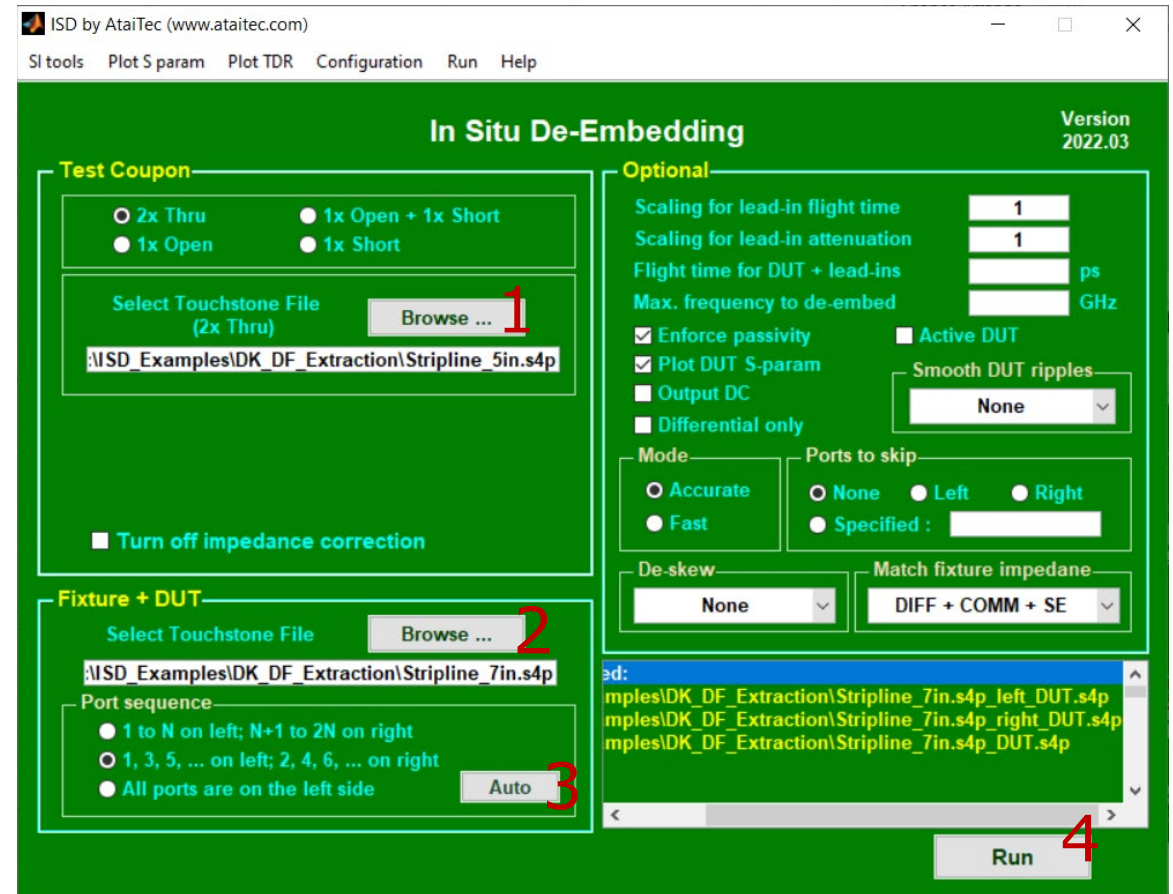 ISD by AtaiTec (www.ataitec.com)
SI tools Plot S param Plot TDR Configuration Run Help
In Situ De-Embedding
Version
2022.03
Test Coupon
2x Thru 1x Open + 1x Short
1x Open 1x Short
Select Touchstone File
(2x Thru)
Browse ...
1
:\ISD_Examples\DK_DF_Extraction\Stripline_5in.s4p
Turn off impedance correction
Fixture + DUT
Select Touchstone File
Browse ...
2
:\ISD_Examples\DK_DF_Extraction\Stripline_7in.s4p
Port sequence
1 to N on left; N+1 to 2N on right
1, 3, 5, ... on left; 2, 4, 6, ... on right
All ports are on the left side
Auto
3
Optional
Scaling for lead-in flight time 1
Scaling for lead-in attenuation 1
Flight time for DUT + lead-ins ps
Max. frequency to de-embed GHz
Enforce passivity Active DUT
Plot DUT S-param
Output DC
Differential only
Smooth DUT ripples
None
Mode
Accurate
Fast
Ports to skip
None Left Right
Specified :
De-skew
None
Match fixture impedane
DIFF + COMM + SE
ed:
mples\DK_DF_Extraction\Stripline_7in.s4p_left_DUT.s4p
mples\DK_DF_Extraction\Stripline_7in.s4p_right_DUT.s4p
mples\DK_DF_Extraction\Stripline_7in.s4p_DUT.s4p
Run
4